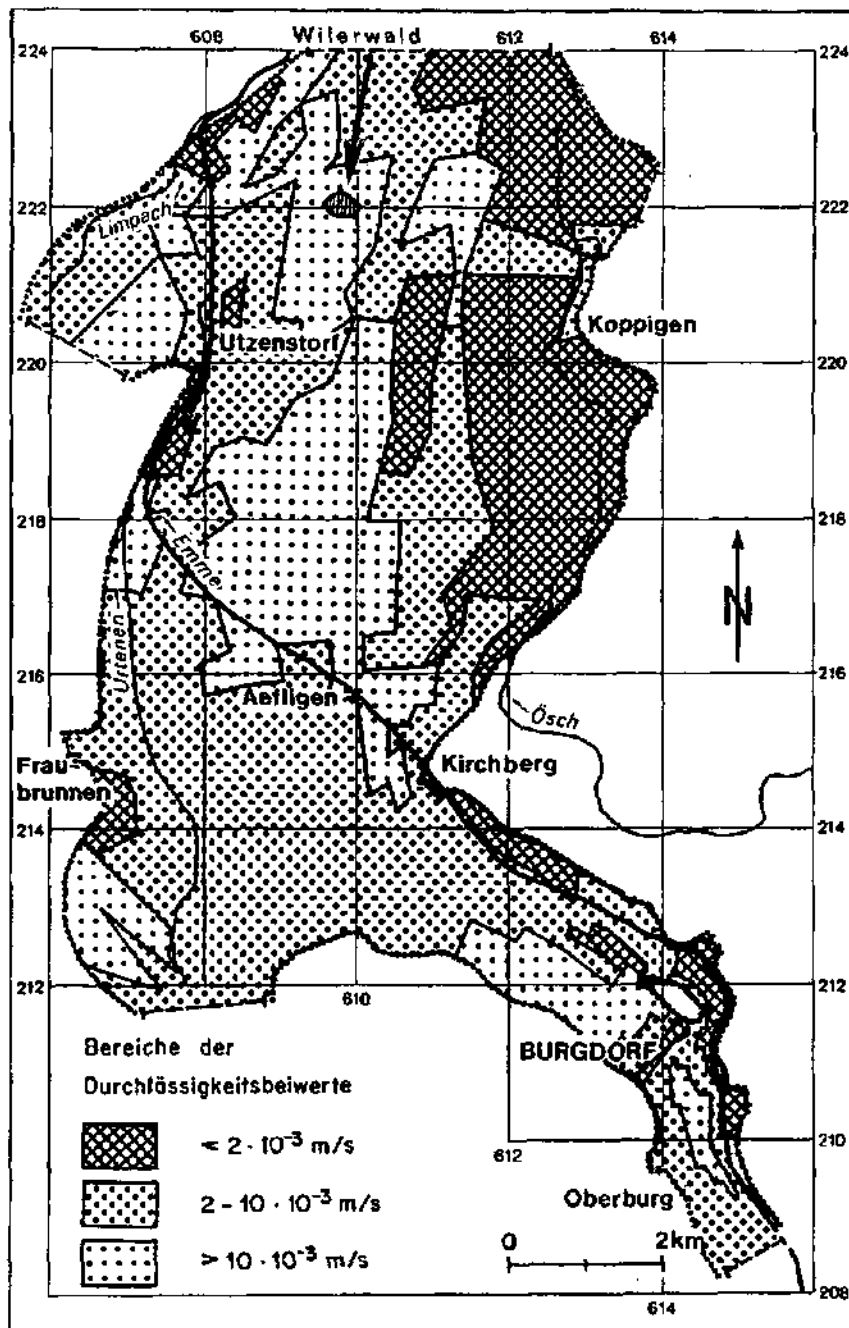 Wilerwald
608
612
614
224
224
222
222
Limpach
Koppigen
Utzenstorf
220
220
218
218
Emme
N
Urtenen
216
216
Aefligen
Ösch
Kirchberg
Frau-
brunnen
214
214
212
212
610
BURGDORF
Bereiche der
Durchlässigkeitsbeiwerte
< 2 · 10⁻³ m/s
210
612
2 – 10 · 10⁻³ m/s
Oberburg
0 2km
> 10 · 10⁻³ m/s
208
614